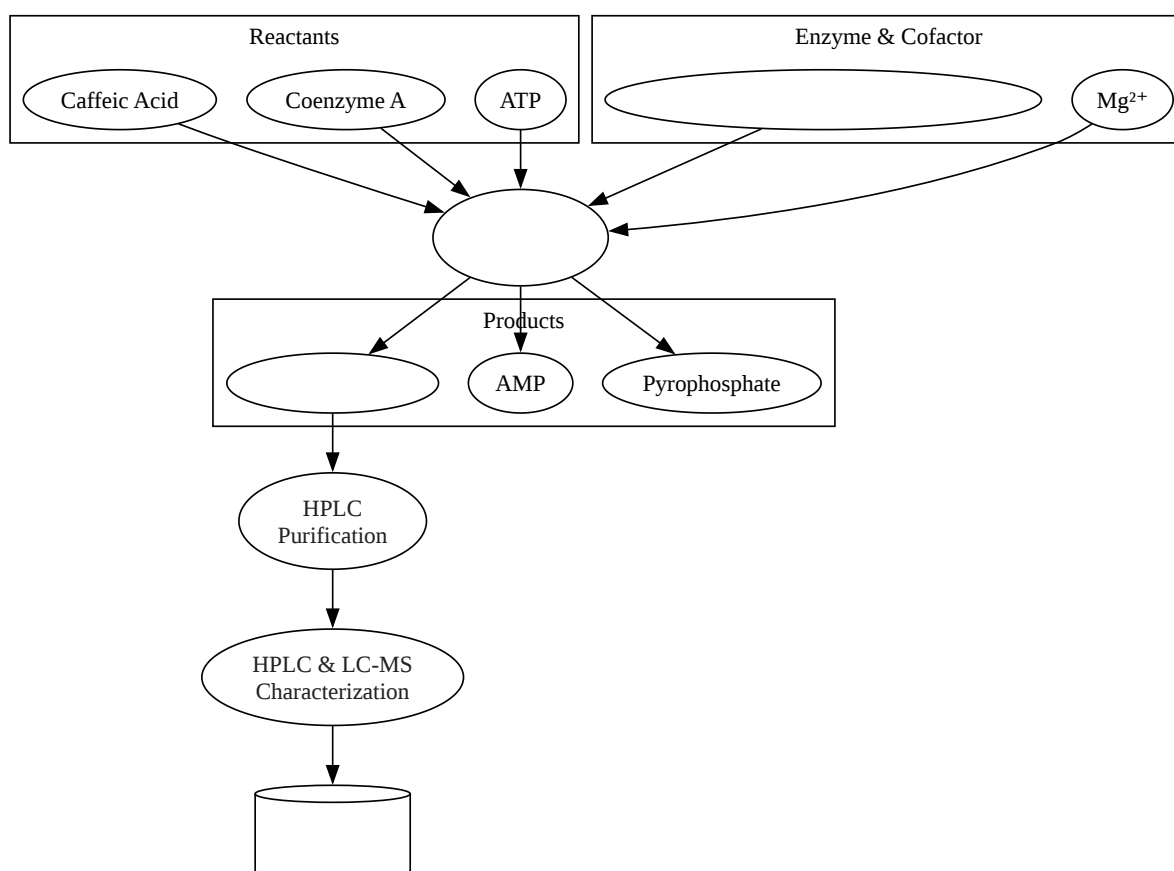 Reactants
Enzyme & Cofactor
Caffeic Acid
Coenzyme A
ATP
Mg²⁺
Products
AMP
Pyrophosphate
HPLC
Purification
HPLC & LC-MS
Characterization